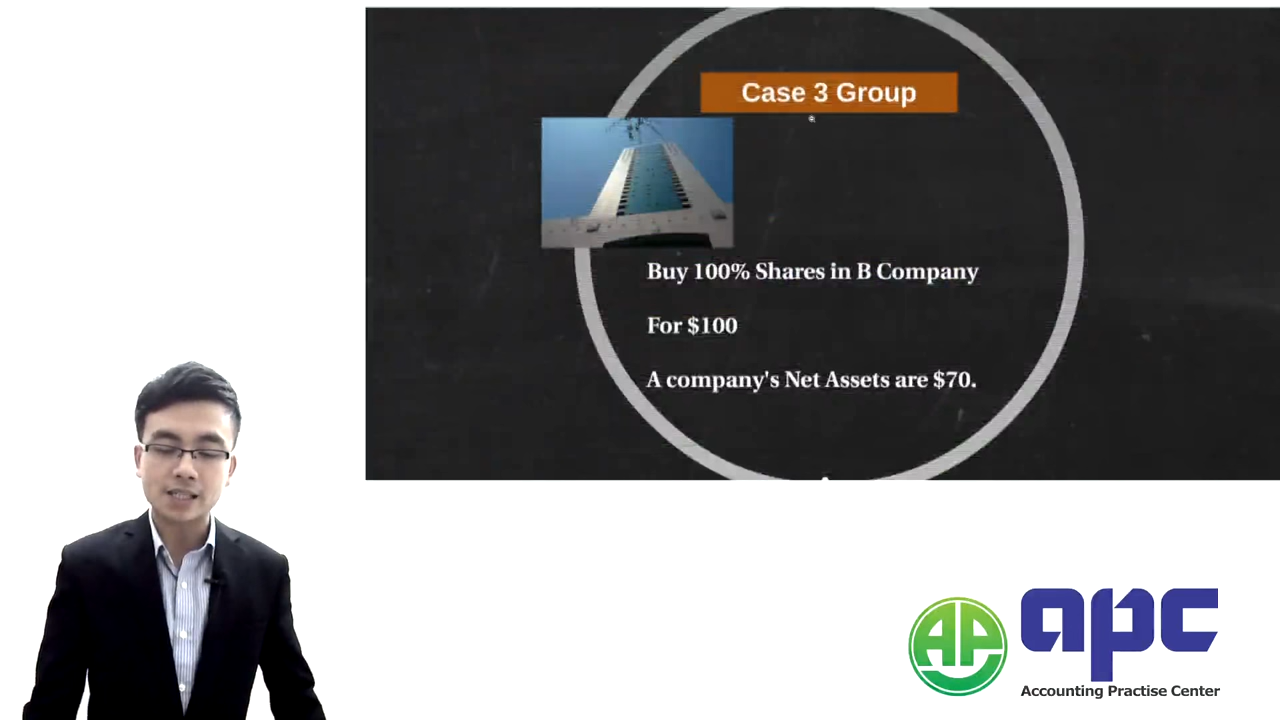 Case 3 Group
Buy 100% Shares in B Company
For $100
A company's Net Assets are $70.
AP
apc
Accounting Practise Center